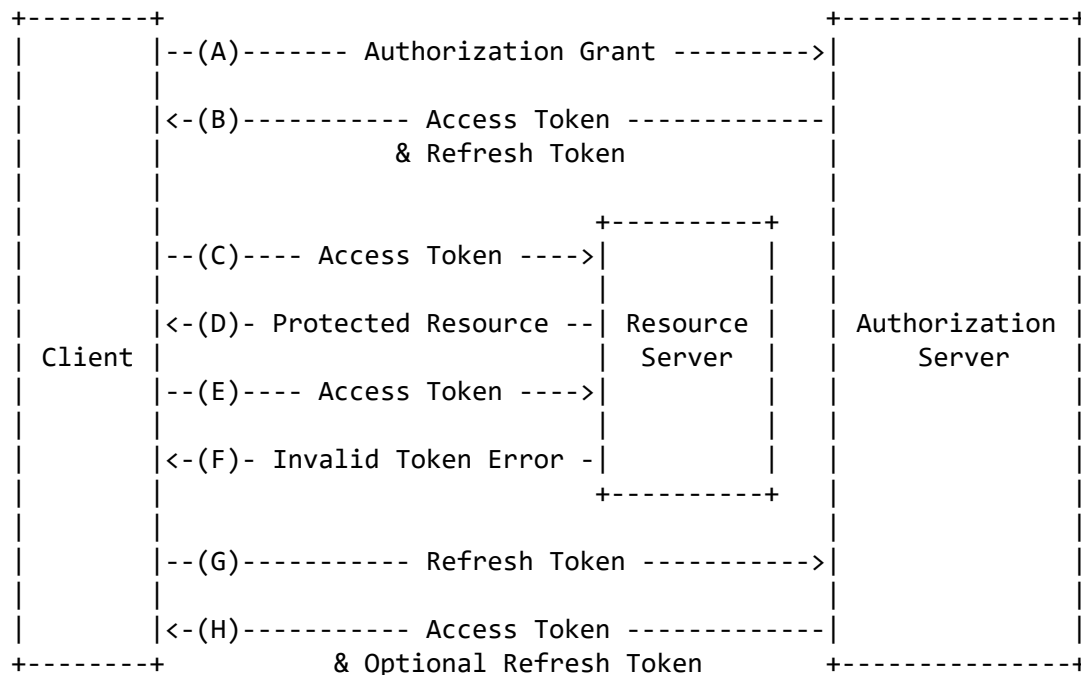 (A) Authorization Grant
(B) Access Token
& Refresh Token
(C) Access Token
(D) Protected Resource Resource Authorization
Client Server Server
(E) Access Token
(F) Invalid Token Error
(G) Refresh Token
(H) Access Token
& Optional Refresh Token